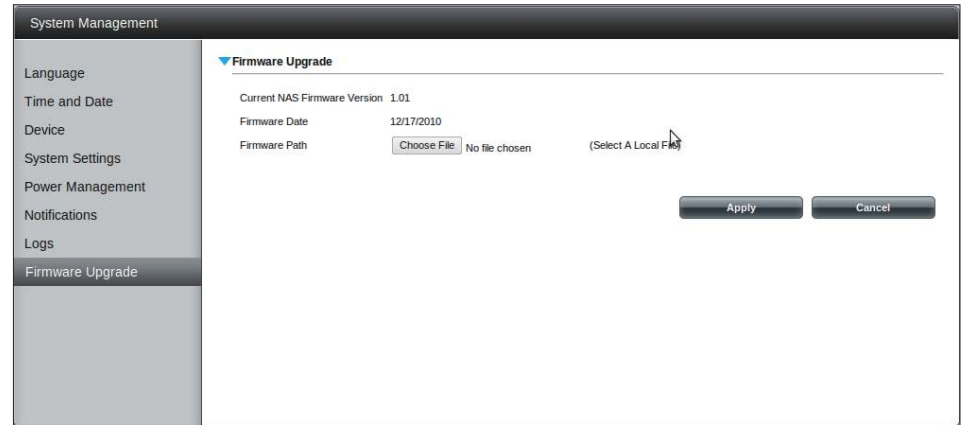 System Management
Language
Time and Date
Device
System Settings
Power Management
Notifications
Logs
Firmware Upgrade
Firmware Upgrade
Current NAS Firmware Version 1.01
Firmware Date 12/17/2010
Firmware Path Choose File No file chosen (Select A Local File)
Apply Cancel